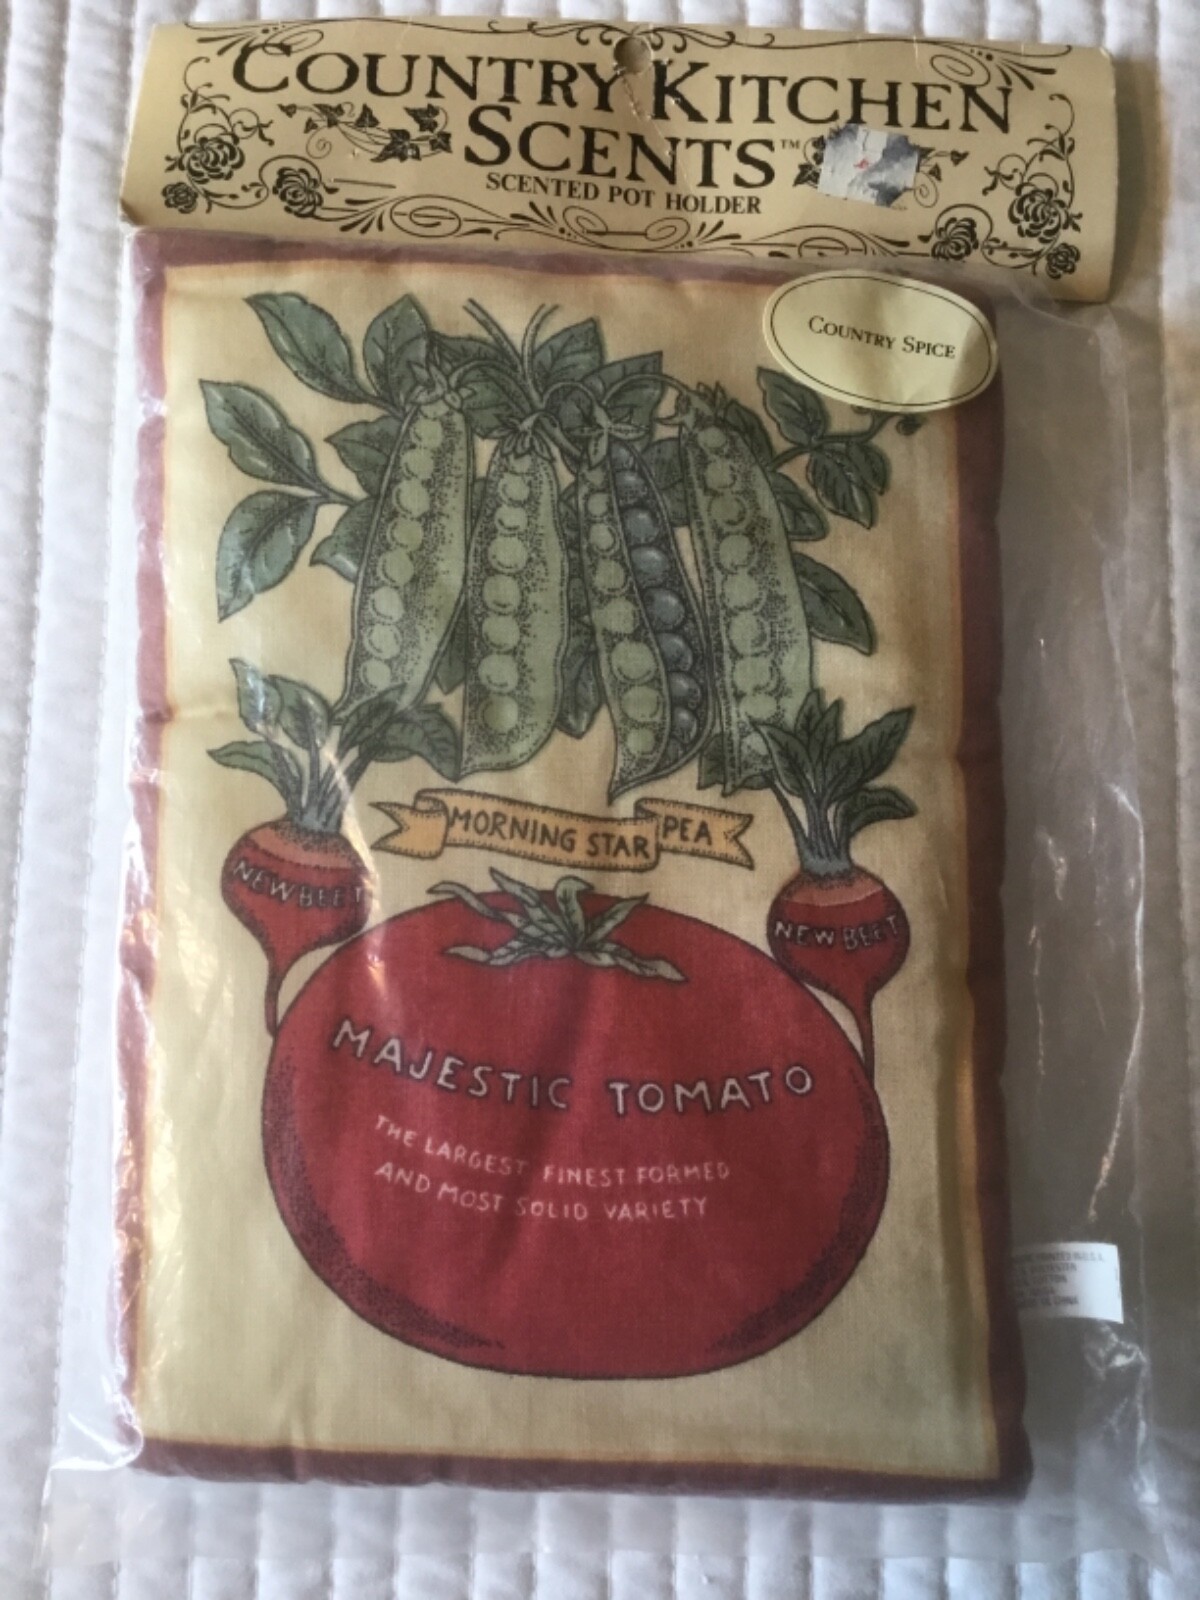 COUNTRY KITCHEN
SCENTS™
SCENTED POT HOLDER
COUNTRY SPICE
MORNING STAR PEA
NEW BEET
NEW BEET
MAJESTIC TOMATO
THE LARGEST FINEST FORMED
AND MOST SOLID VARIETY